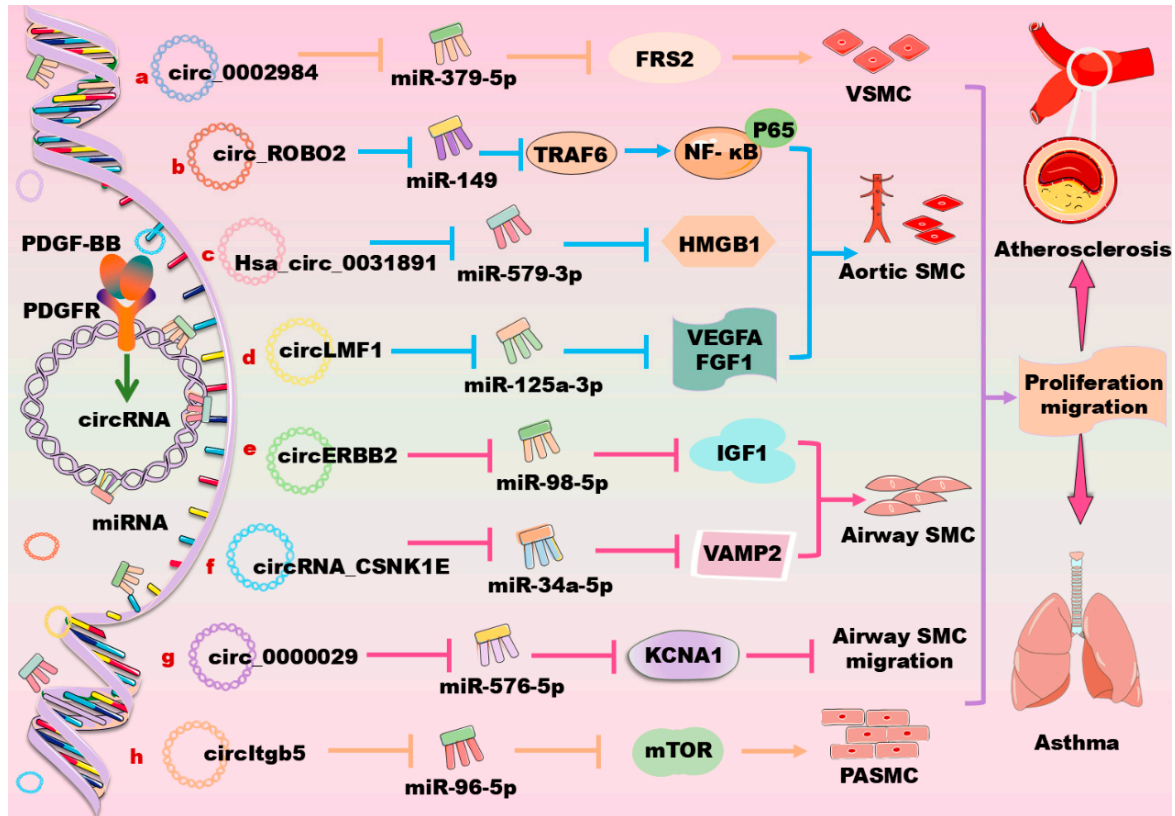 a
circ_0002984
miR-379-5p
FRS2
VSMC
b
circ_ROBO2
miR-149
TRAF6
NF- κB
P65
c
Hsa_circ_0031891
miR-579-3p
HMGB1
Aortic SMC
d
circLMF1
miR-125a-3p
VEGFA
FGF1
e
circERBB2
miR-98-5p
IGF1
f
circRNA_CSNK1E
miR-34a-5p
VAMP2
Airway SMC
g
circ_0000029
miR-576-5p
KCNA1
Airway SMC
migration
h
circItgb5
miR-96-5p
mTOR
PASMC
PDGF-BB
PDGFR
circRNA
miRNA
Atherosclerosis
Proliferation
migration
Asthma